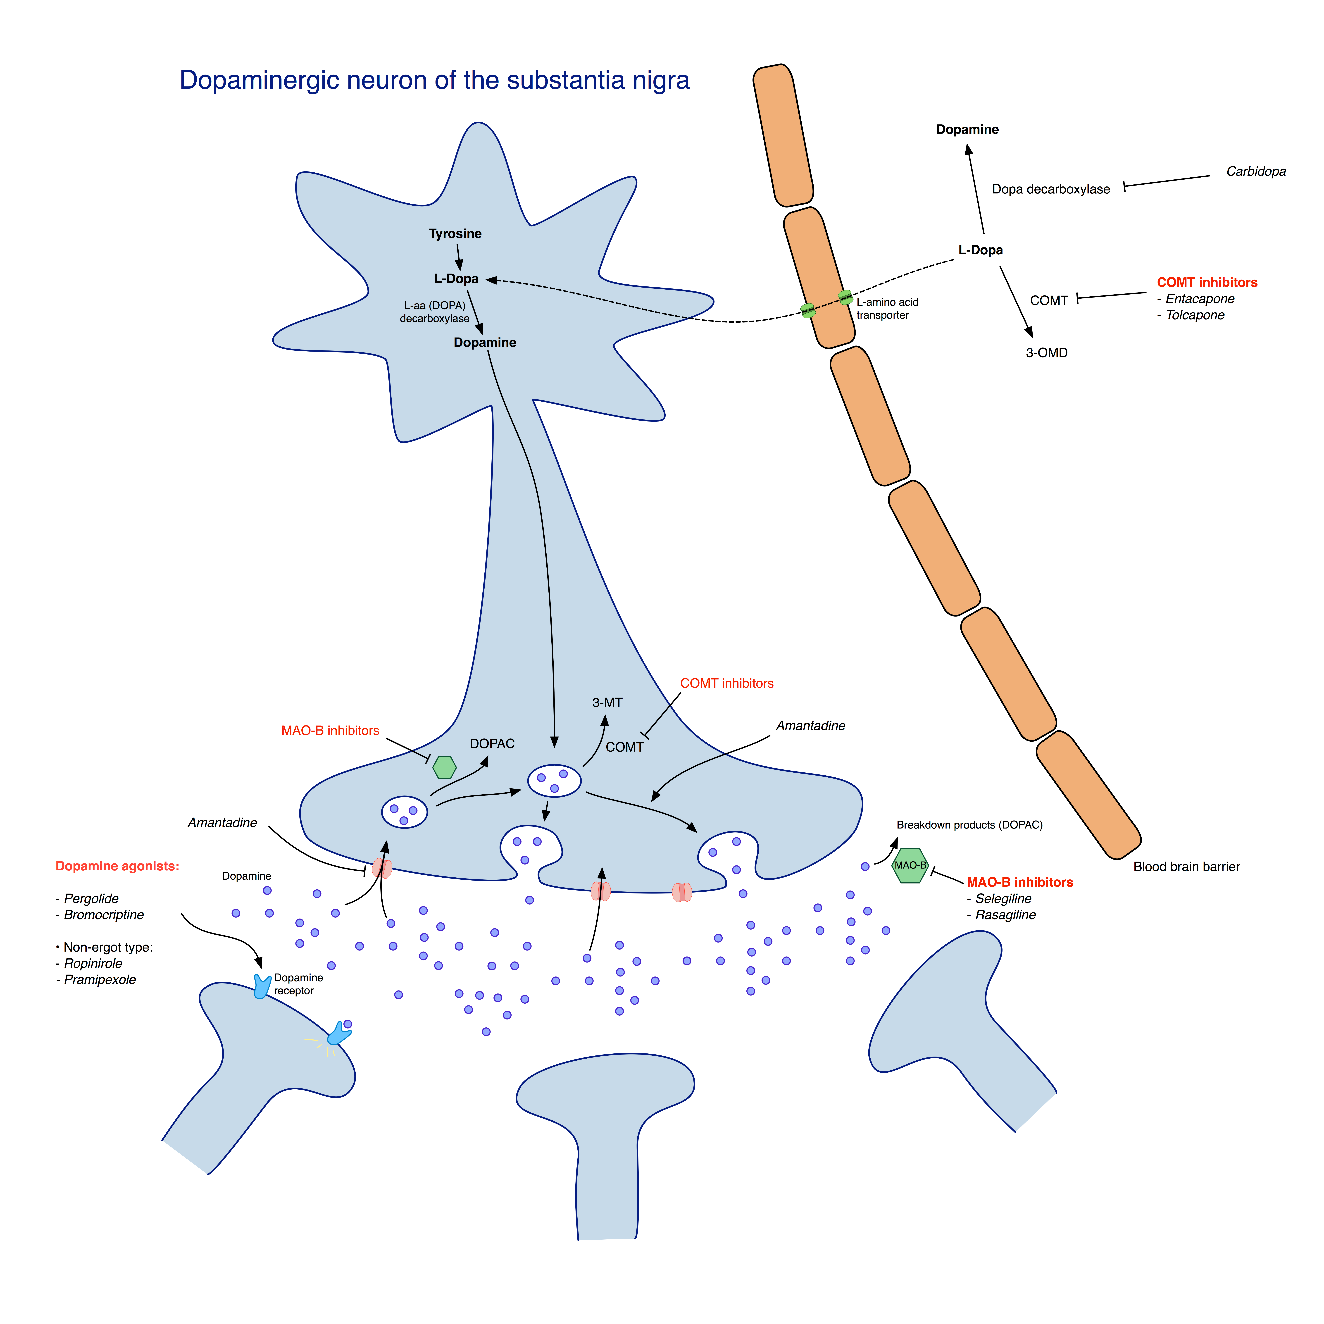 Dopaminergic neuron of the substantia nigra
Dopamine
Dopa decarboxylase
Carbidopa
L-Dopa
COMT
COMT inhibitors
- Entacapone
- Tolcapone
3-OMD
L-amino acid
transporter
Tyrosine
L-Dopa
L-aa (DOPA)
decarboxylase
Dopamine
COMT inhibitors
3-MT
COMT
Amantadine
MAO-B inhibitors
DOPAC
Amantadine
Dopamine agonists:
- Pergolide
- Bromocriptine
• Non-ergot type:
- Ropinirole
- Pramipexole
Dopamine
Dopamine
receptor
Breakdown products (DOPAC)
MAO-B
MAO-B inhibitors
- Selegiline
- Rasagiline
Blood brain barrier